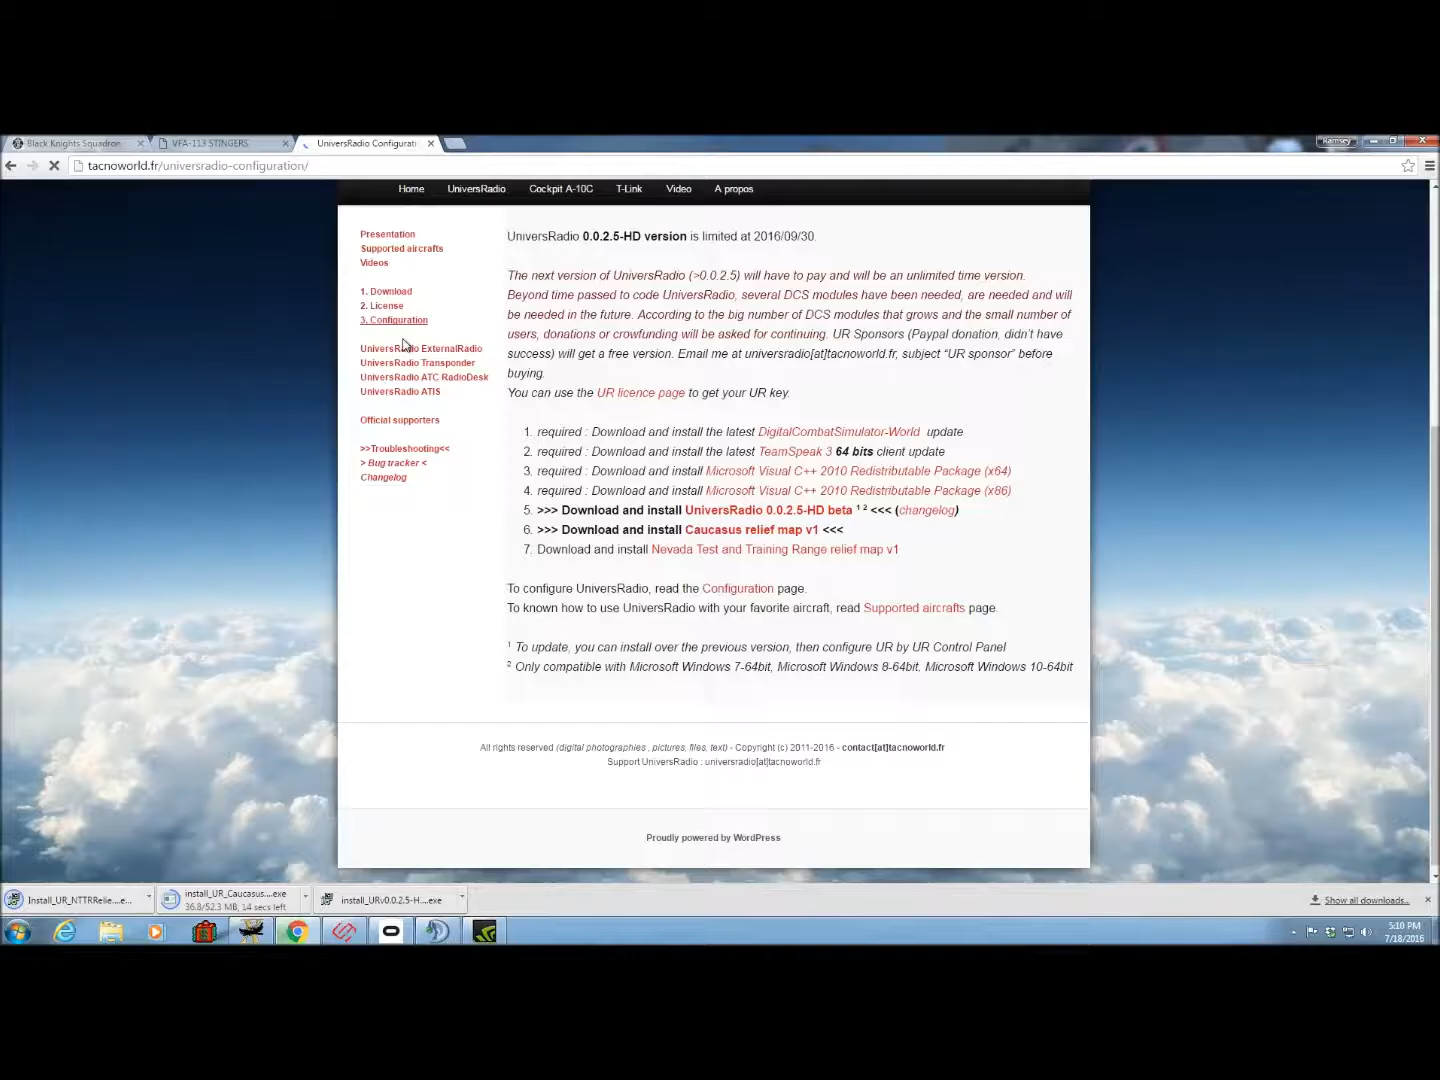 Black Knights Squadron
VFA-113 STINGERS
UniversRadio Configurati
Ramsey
tacnoworld.fr/universradio-configuration/
Home UniversRadio Cockpit A-10C T-Link Video A propos
Presentation
Supported aircrafts
Videos
1. Download
2. License
3. Configuration
UniversRadio ExternalRadio
UniversRadio Transponder
UniversRadio ATC RadioDesk
UniversRadio ATIS
Official supporters
>>Troubleshooting<<
> Bug tracker <
Changelog
UniversRadio 0.0.2.5-HD version is limited at 2016/09/30.
The next version of UniversRadio (>0.0.2.5) will have to pay and will be an unlimited time version.
Beyond time passed to code UniversRadio, several DCS modules have been needed, are needed and will
be needed in the future. According to the big number of DCS modules that grows and the small number of
users, donations or crowfunding will be asked for continuing. UR Sponsors (Paypal donation, didn't have
success) will get a free version. Email me at universradio[at]tacnoworld.fr, subject “UR sponsor” before
buying.
You can use the UR licence page to get your UR key.
1. required : Download and install the latest DigitalCombatSimulator-World update
2. required : Download and install the latest TeamSpeak 3 64 bits client update
3. required : Download and install Microsoft Visual C++ 2010 Redistributable Package (x64)
4. required : Download and install Microsoft Visual C++ 2010 Redistributable Package (x86)
5. >>> Download and install UniversRadio 0.0.2.5-HD beta ¹ ² <<< (changelog)
6. >>> Download and install Caucasus relief map v1 <<<
7. Download and install Nevada Test and Training Range relief map v1
To configure UniversRadio, read the Configuration page.
To known how to use UniversRadio with your favorite aircraft, read Supported aircrafts page.
¹ To update, you can install over the previous version, then configure UR by UR Control Panel
² Only compatible with Microsoft Windows 7-64bit, Microsoft Windows 8-64bit, Microsoft Windows 10-64bit
All rights reserved (digital photographies , pictures, files, text) - Copyright (c) 2011-2016 - contact[at]tacnoworld.fr
Support UniversRadio : universradio[at]tacnoworld.fr
Proudly powered by WordPress
Install_UR_NTTRRelie....e...
install_UR_Caucasus....exe
36.8/52.3 MB, 14 secs left
install_URv0.0.2.5-H....exe
Show all downloads...
5:10 PM
7/18/2016